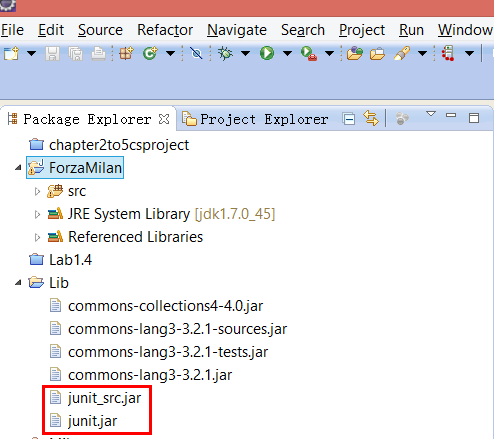 File Edit Source Refactor Navigate Search Project Run Window
Package Explorer Project Explorer
chapter2to5csproject
ForzaMilan
src
JRE System Library [jdk1.7.0_45]
Referenced Libraries
Lab1.4
Lib
commons-collections4-4.0.jar
commons-lang3-3.2.1-sources.jar
commons-lang3-3.2.1-tests.jar
commons-lang3-3.2.1.jar
junit_src.jar
junit.jar